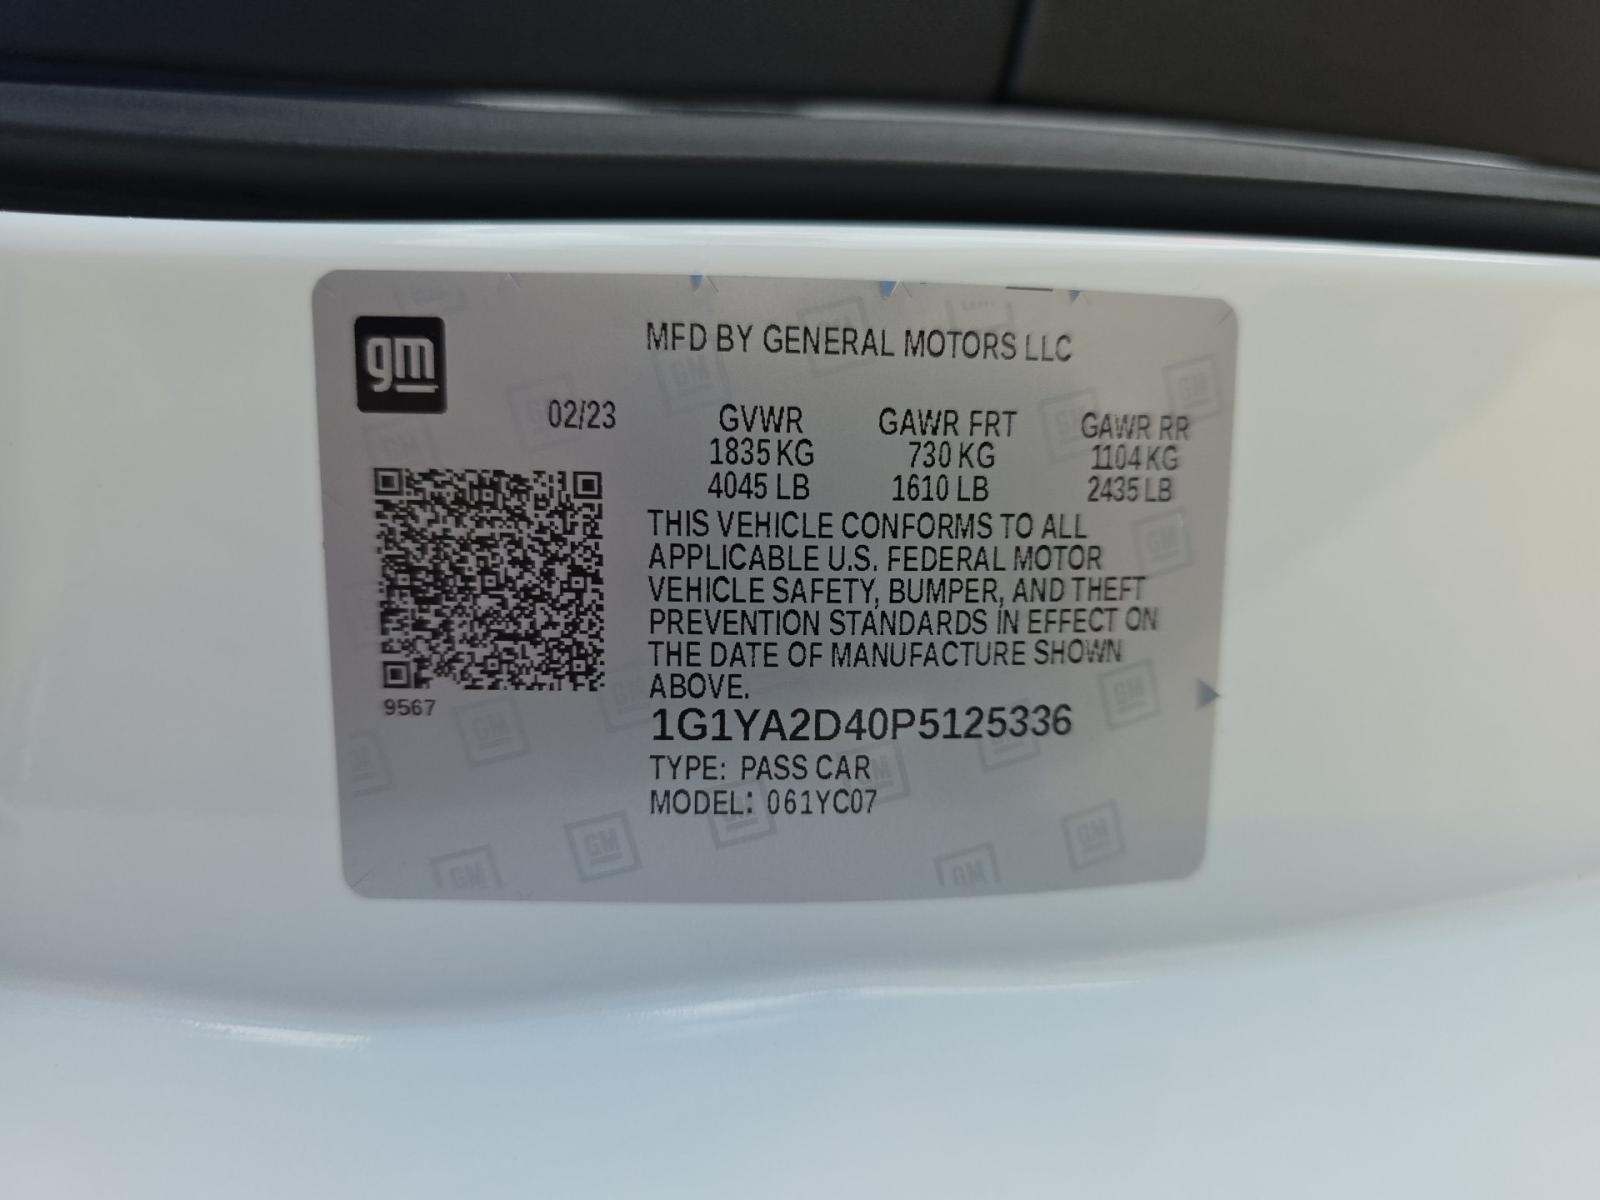 gm
MFD BY GENERAL MOTORS LLC
02/23
GVWR GAWR FRT GAWR RR
1835 KG 730 KG 1104 KG
4045 LB 1610 LB 2435 LB
THIS VEHICLE CONFORMS TO ALL
APPLICABLE U.S. FEDERAL MOTOR
VEHICLE SAFETY, BUMPER, AND THEFT
PREVENTION STANDARDS IN EFFECT ON
THE DATE OF MANUFACTURE SHOWN
ABOVE.
9567
1G1YA2D40P5125336
TYPE: PASS CAR
MODEL: 061YC07